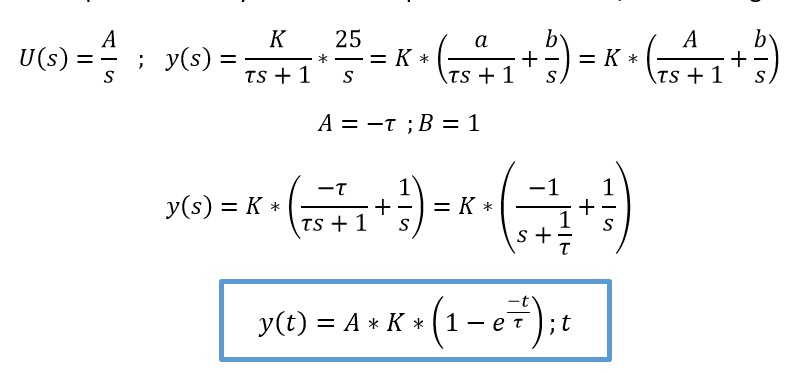 U(s) = A/s ; y(s) = K/(τs + 1) * 25/s = K * (a/(τs + 1) + b/s) = K * (A/(τs + 1) + b/s)
A = −τ ; B = 1
y(s) = K * (−τ/(τs + 1) + 1/s) = K * (−1/(s + 1/τ) + 1/s)
y(t) = A * K * (1 − e^(−t/τ)) ; t